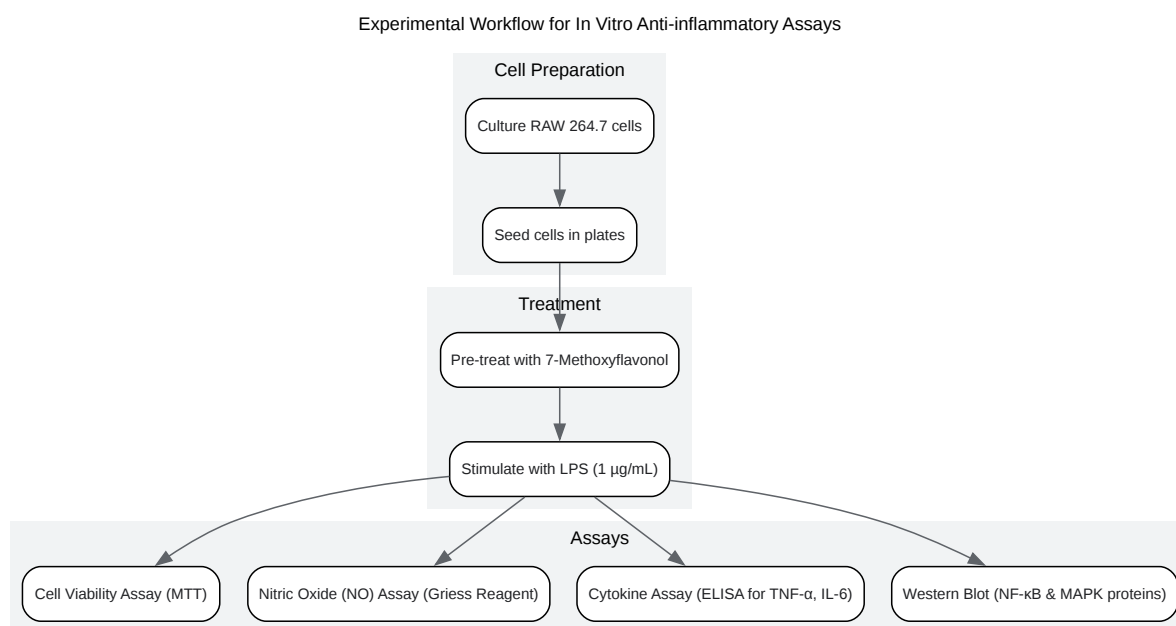 Experimental Workflow for In Vitro Anti-inflammatory Assays
Cell Preparation
Culture RAW 264.7 cells
Seed cells in plates
Treatment
Pre-treat with 7-Methoxyflavonol
Stimulate with LPS (1 µg/mL)
Assays
Cell Viability Assay (MTT)
Nitric Oxide (NO) Assay (Griess Reagent)
Cytokine Assay (ELISA for TNF-α, IL-6)
Western Blot (NF-κB & MAPK proteins)